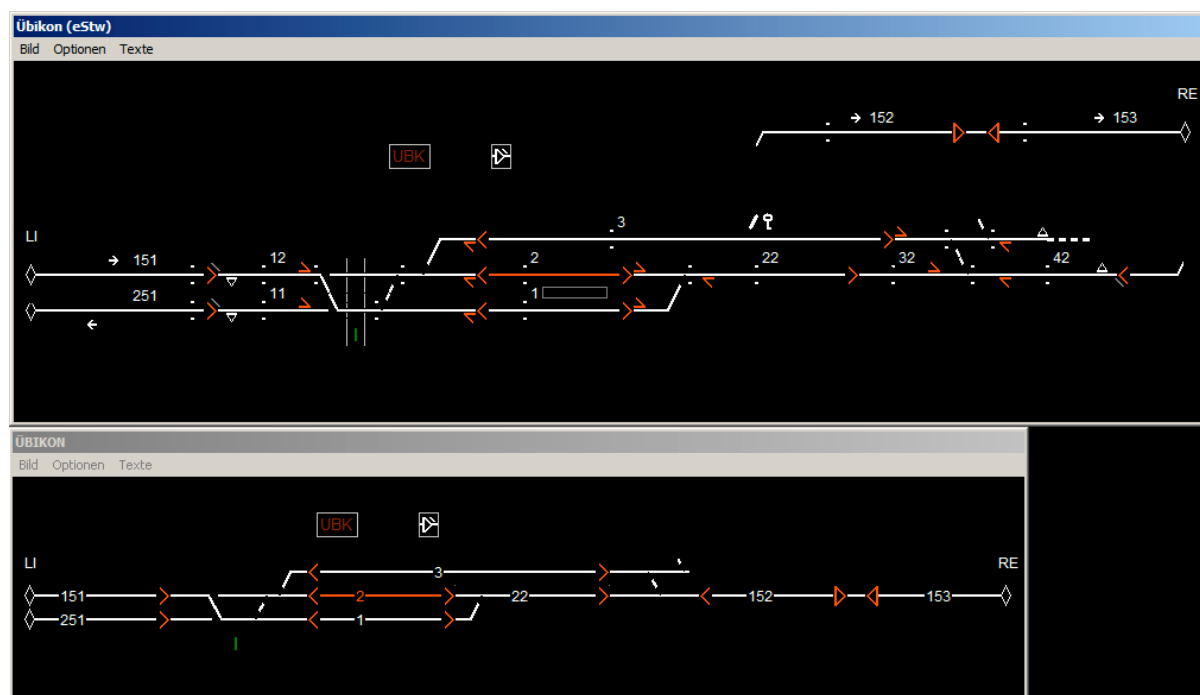 Übikon (eStw)
Bild Optionen Texte
RE
152 153
UBK
3
LI
151 12 2 22 32 42
251 11 1
ÜBIKON
Bild Optionen Texte
UBK
LI 3 RE
151 2 22 152 153
251 1